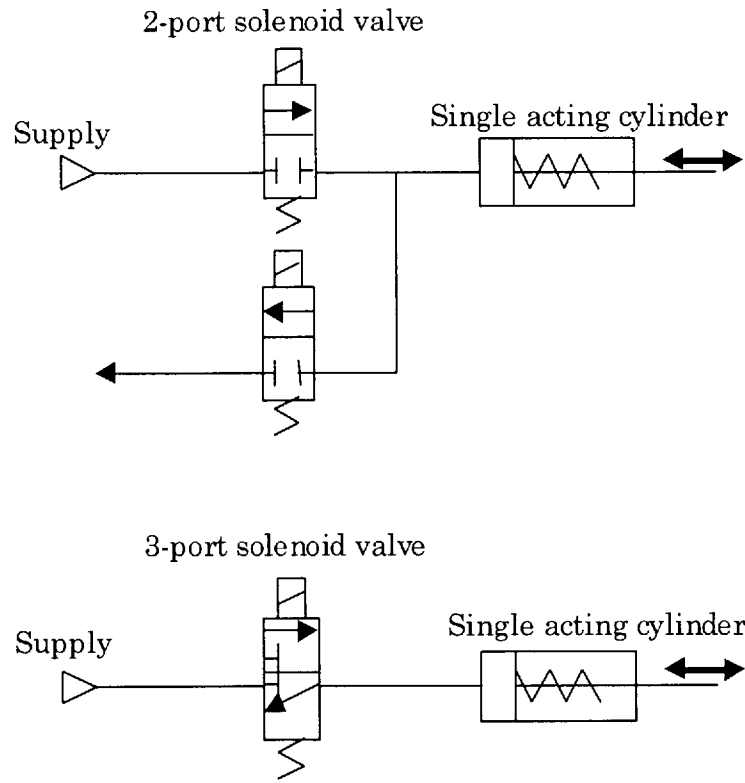 2-port solenoid valve
Single acting cylinder
Supply
3-port solenoid valve
Single acting cylinder
Supply